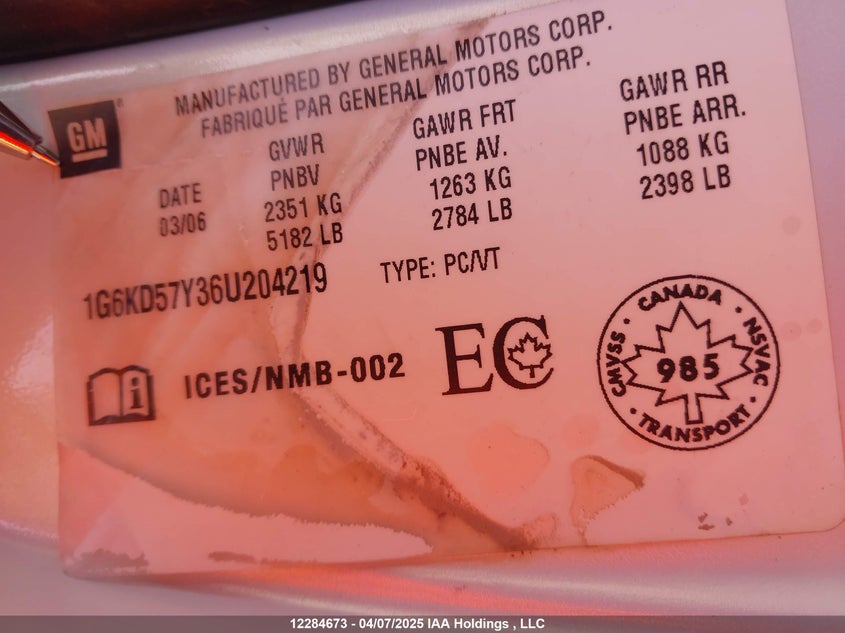 MANUFACTURED BY GENERAL MOTORS CORP.
FABRIQUÉ PAR GENERAL MOTORS CORP.
GM
DATE
03/06
GVWR
PNBV
2351 KG
5182 LB
GAWR FRT
PNBE AV.
1263 KG
2784 LB
GAWR RR
PNBE ARR.
1088 KG
2398 LB
1G6KD57Y36U204219
TYPE: PC/VT
i
ICES/NMB-002
EC
CANADA
CMVSS · NSVAC
985
TRANSPORT
12284673 - 04/07/2025 IAA Holdings , LLC